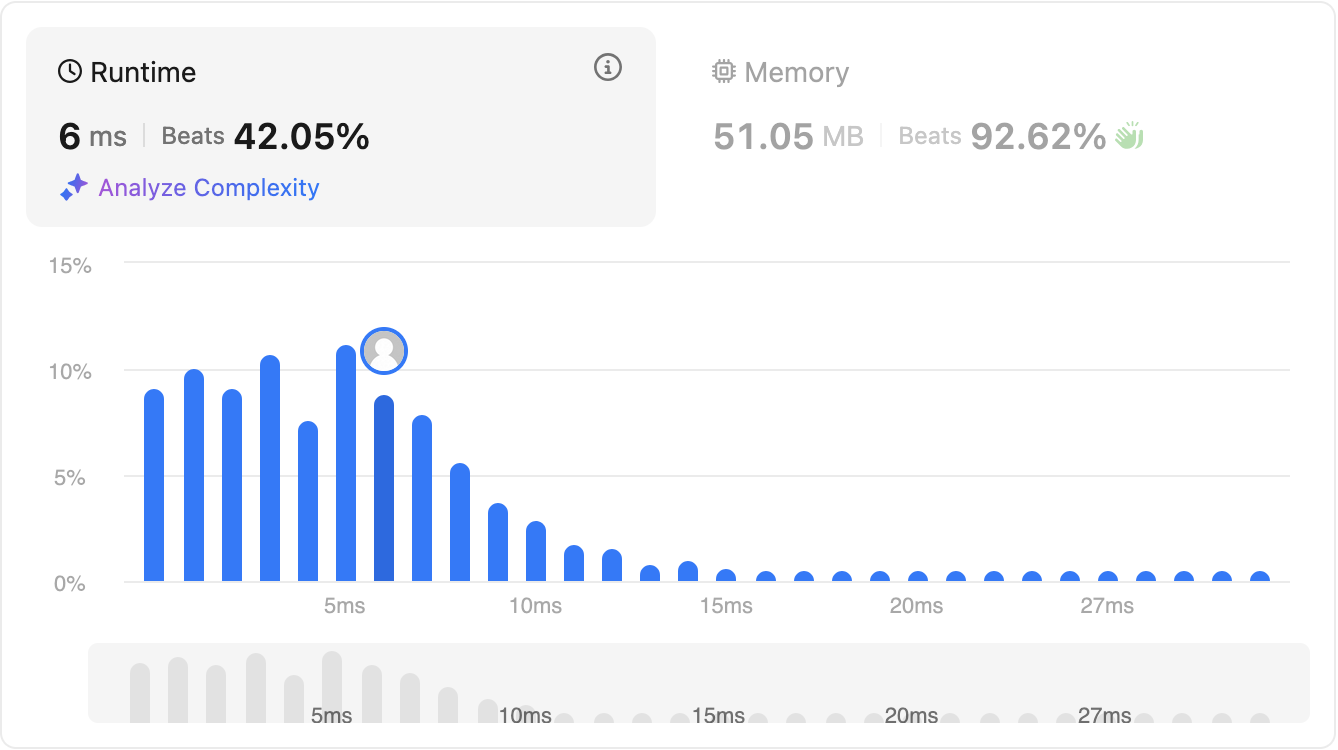 Runtime
6 ms Beats 42.05%
Analyze Complexity
Memory
51.05 MB Beats 92.62%
15%
10%
5%
0%
5ms 10ms 15ms 20ms 27ms
5ms 10ms 15ms 20ms 27ms